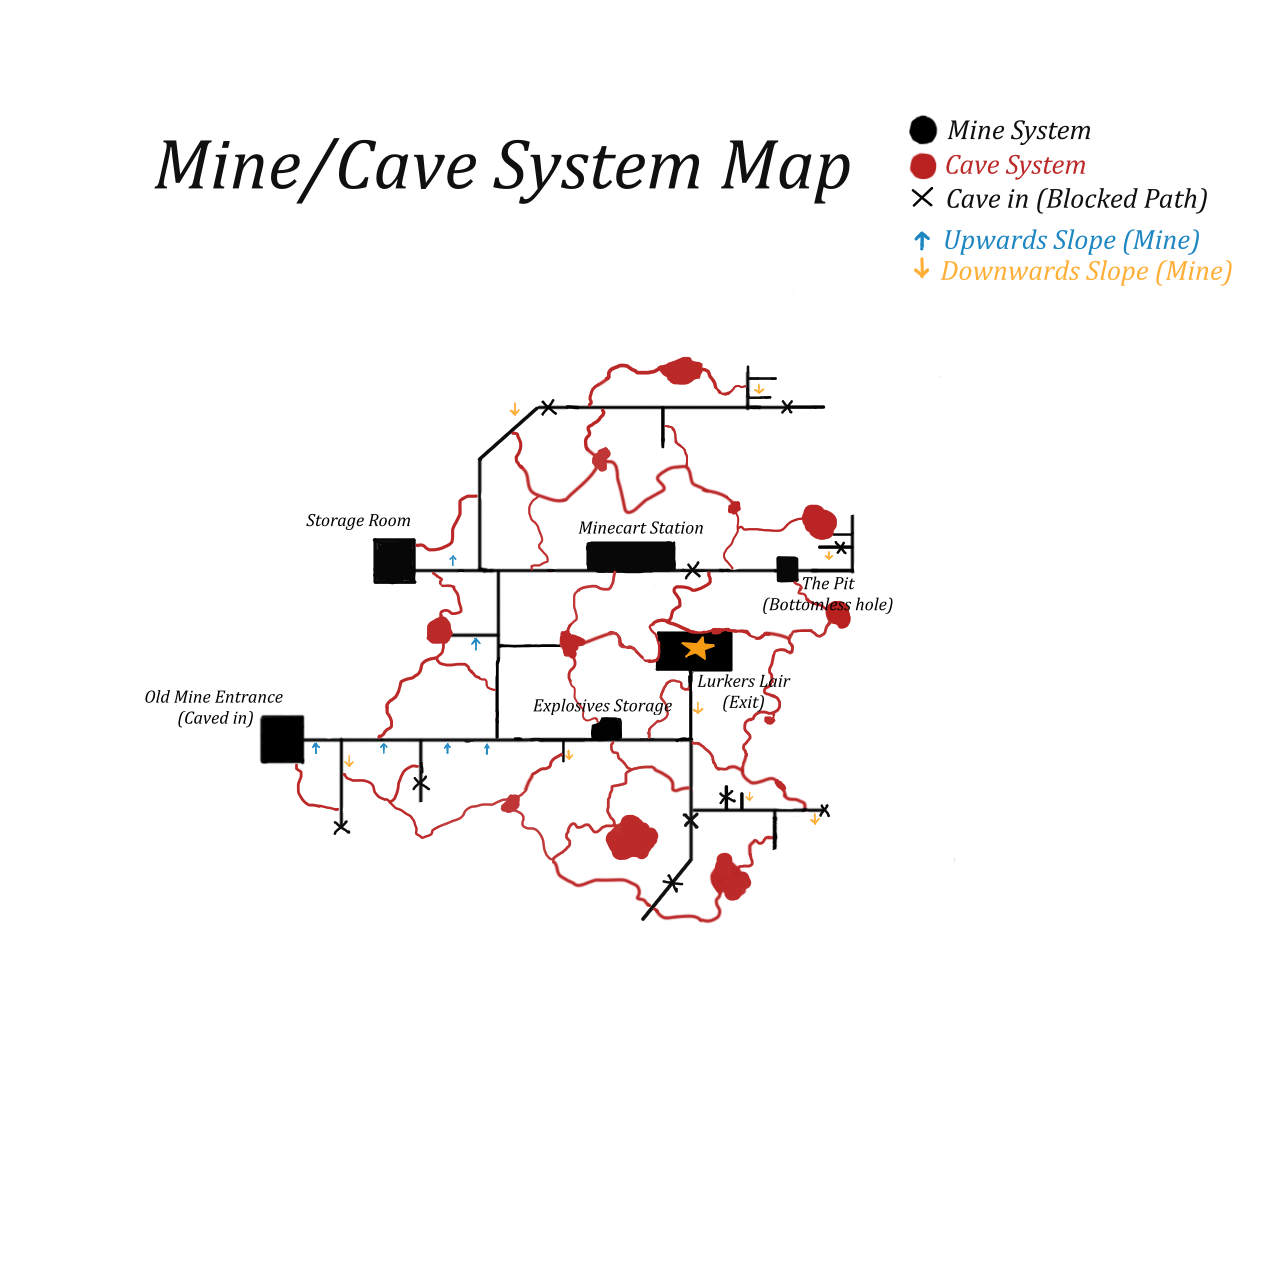 Mine/Cave System Map
Mine System
Cave System
Cave in (Blocked Path)
Upwards Slope (Mine)
Downwards Slope (Mine)
Storage Room
Minecart Station
The Pit
(Bottomless hole)
Lurkers Lair
(Exit)
Old Mine Entrance
(Caved in)
Explosives Storage